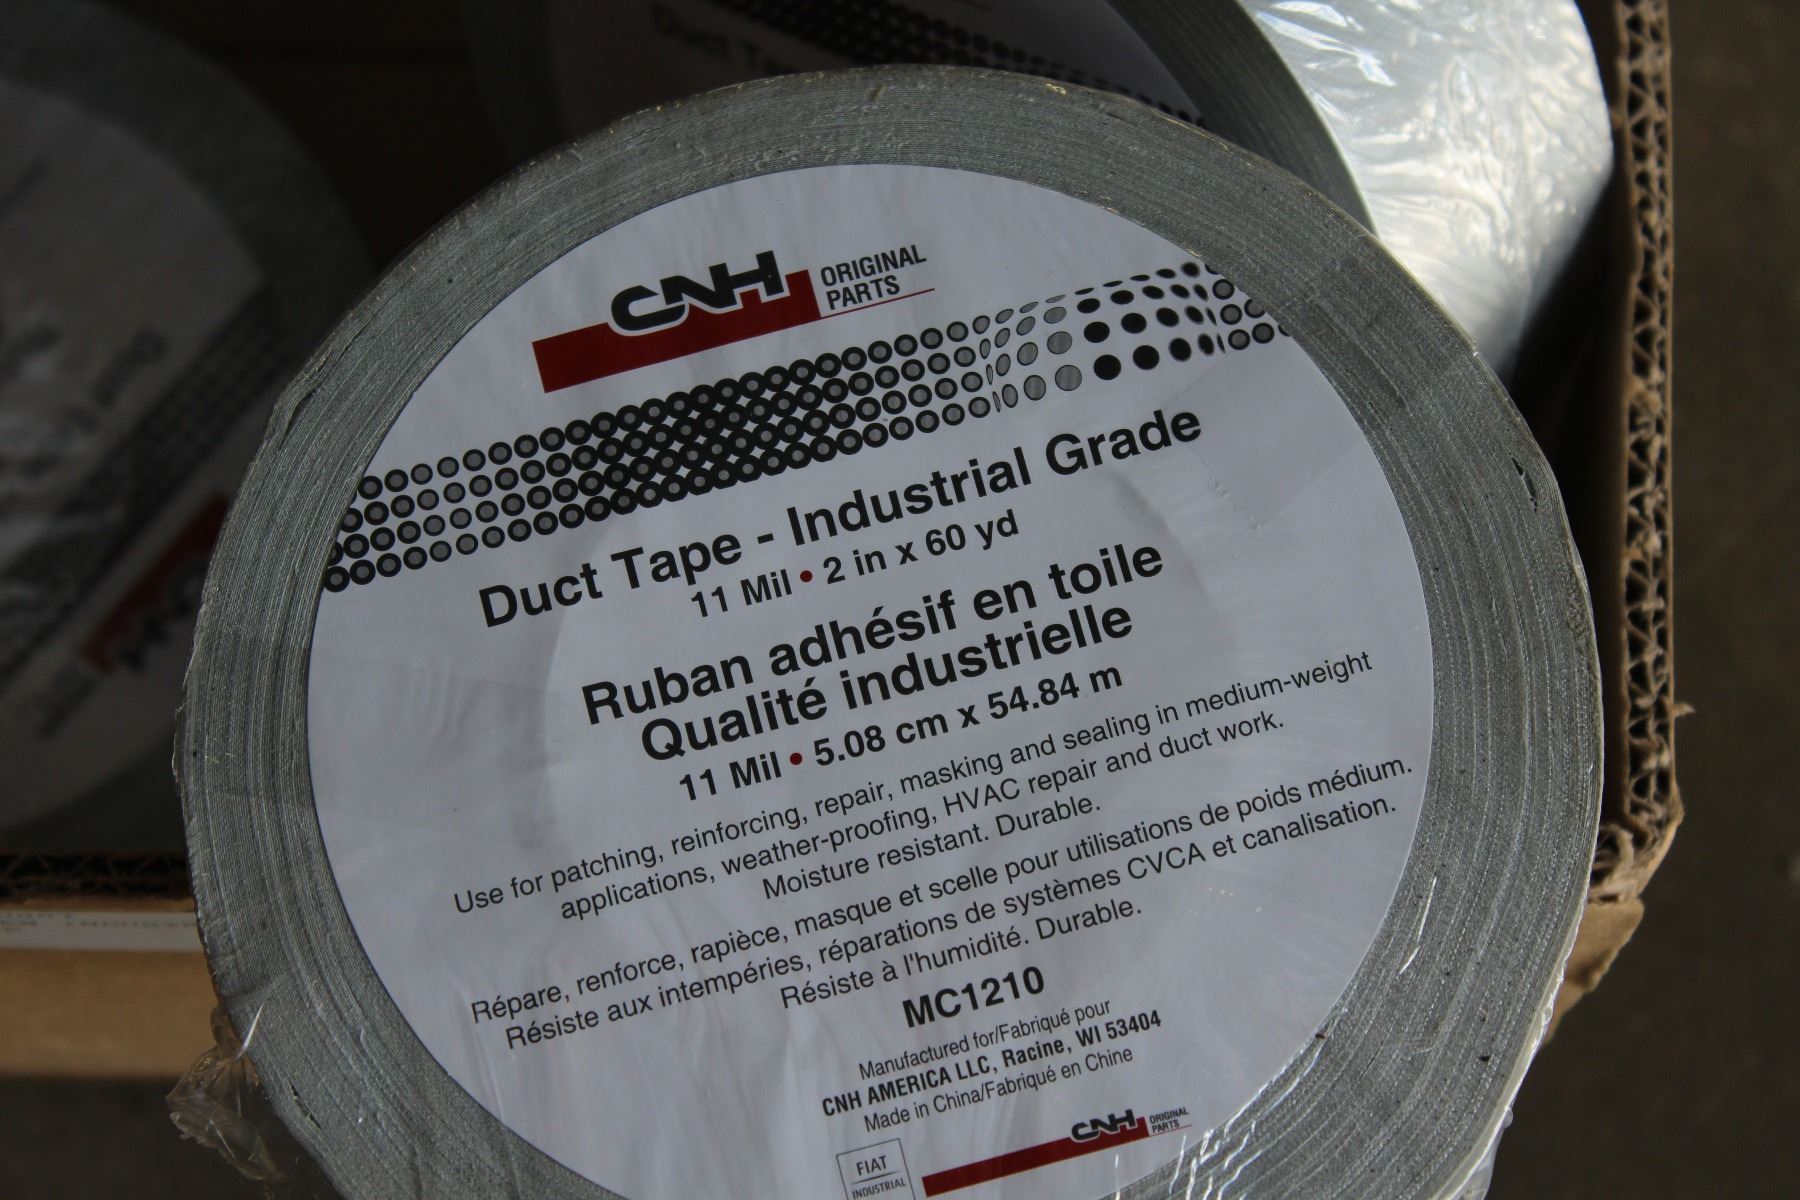 Duct Tape
CNH ORIGINAL
PARTS
Duct Tape - Industrial Grade
11 Mil • 2 in x 60 yd
Ruban adhésif en toile
Qualité industrielle
11 Mil • 5.08 cm x 54.84 m
Use for patching, reinforcing, repair, masking and sealing in medium-weight
applications, weather-proofing, HVAC repair and duct work.
Moisture resistant. Durable.
Répare, renforce, rapièce, masque et scelle pour utilisations de poids médium.
Résiste aux intempéries, réparations de systèmes CVCA et canalisation.
Résiste à l'humidité. Durable.
MC1210
Manufactured for/Fabriqué pour
CNH AMERICA LLC, Racine, WI 53404
Made in China/Fabriqué en Chine
CNH ORIGINAL
PARTS
FIAT
INDUSTRIAL